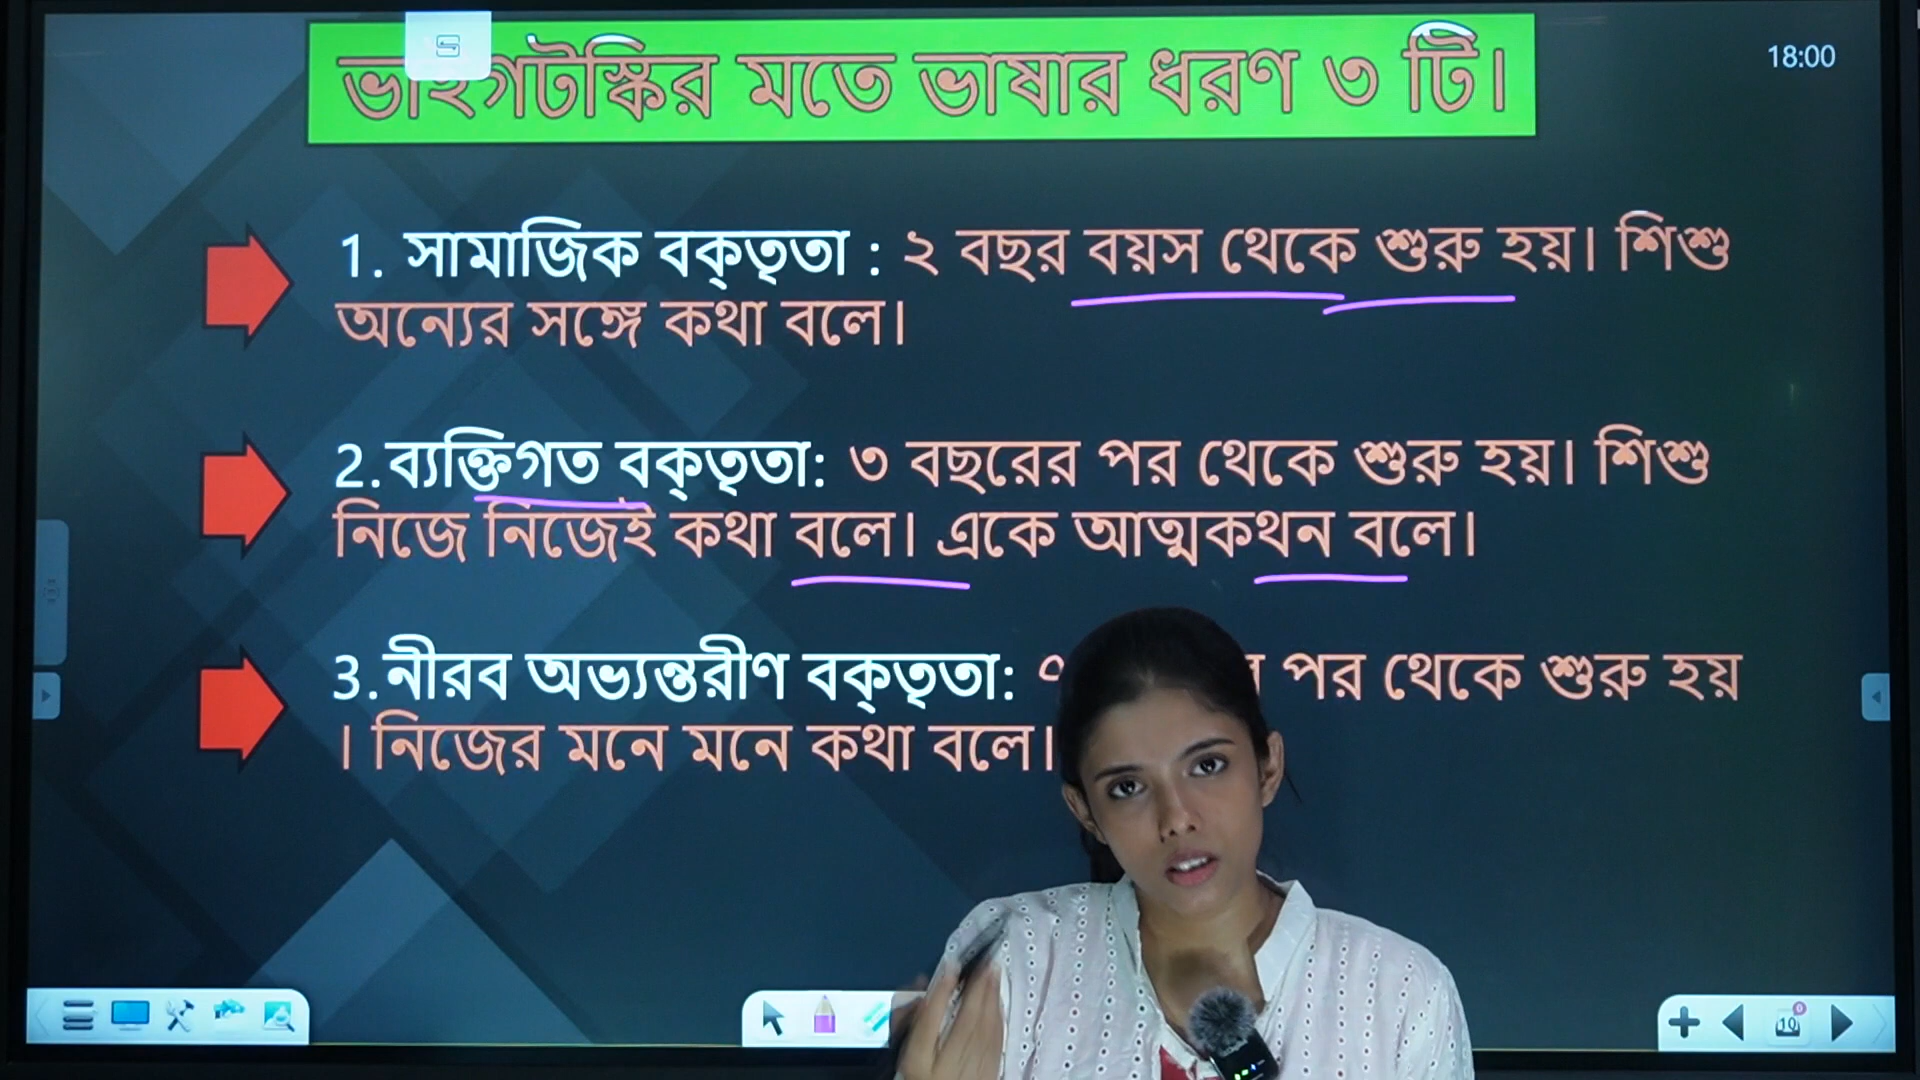 ভাইগটস্কির মতে ভাষার ধরণ ৩ টি।
18:00
1. সামাজিক বক্তৃতা : ২ বছর বয়স থেকে শুরু হয়। শিশু
অন্যের সঙ্গে কথা বলে।
2.ব্যক্তিগত বক্তৃতা: ৩ বছরের পর থেকে শুরু হয়। শিশু
নিজে নিজেই কথা বলে। একে আত্মকথন বলে।
3.নীরব অভ্যন্তরীণ বক্তৃতা: পর থেকে শুরু হয়
। নিজের মনে মনে কথা বলে।
10